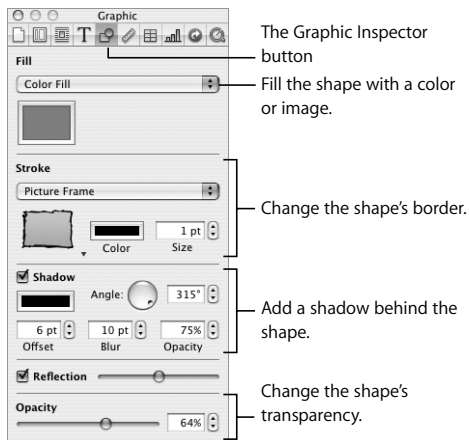 Graphic
T
The Graphic Inspector
button
Fill
Color Fill
Fill the shape with a color
or image.
Stroke
Picture Frame
1 pt
Color
Size
Change the shape's border.
Shadow
Angle:
315°
6 pt
10 pt
75%
Offset
Blur
Opacity
Add a shadow behind the
shape.
Reflection
Opacity
64%
Change the shape's
transparency.